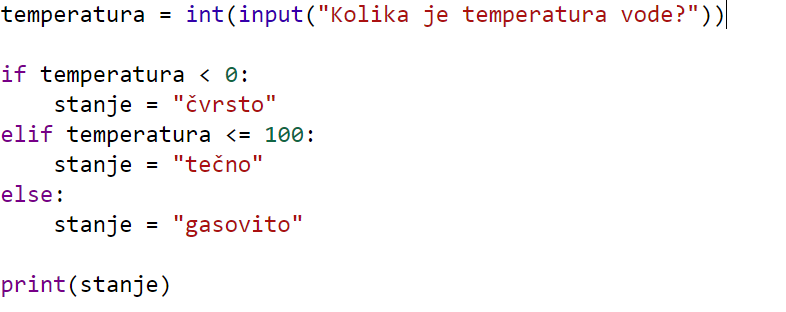 temperatura = int(input("Kolika je temperatura vode?"))
if temperatura < 0:
    stanje = "čvrsto"
elif temperatura <= 100:
    stanje = "tečno"
else:
    stanje = "gasovito"
print(stanje)